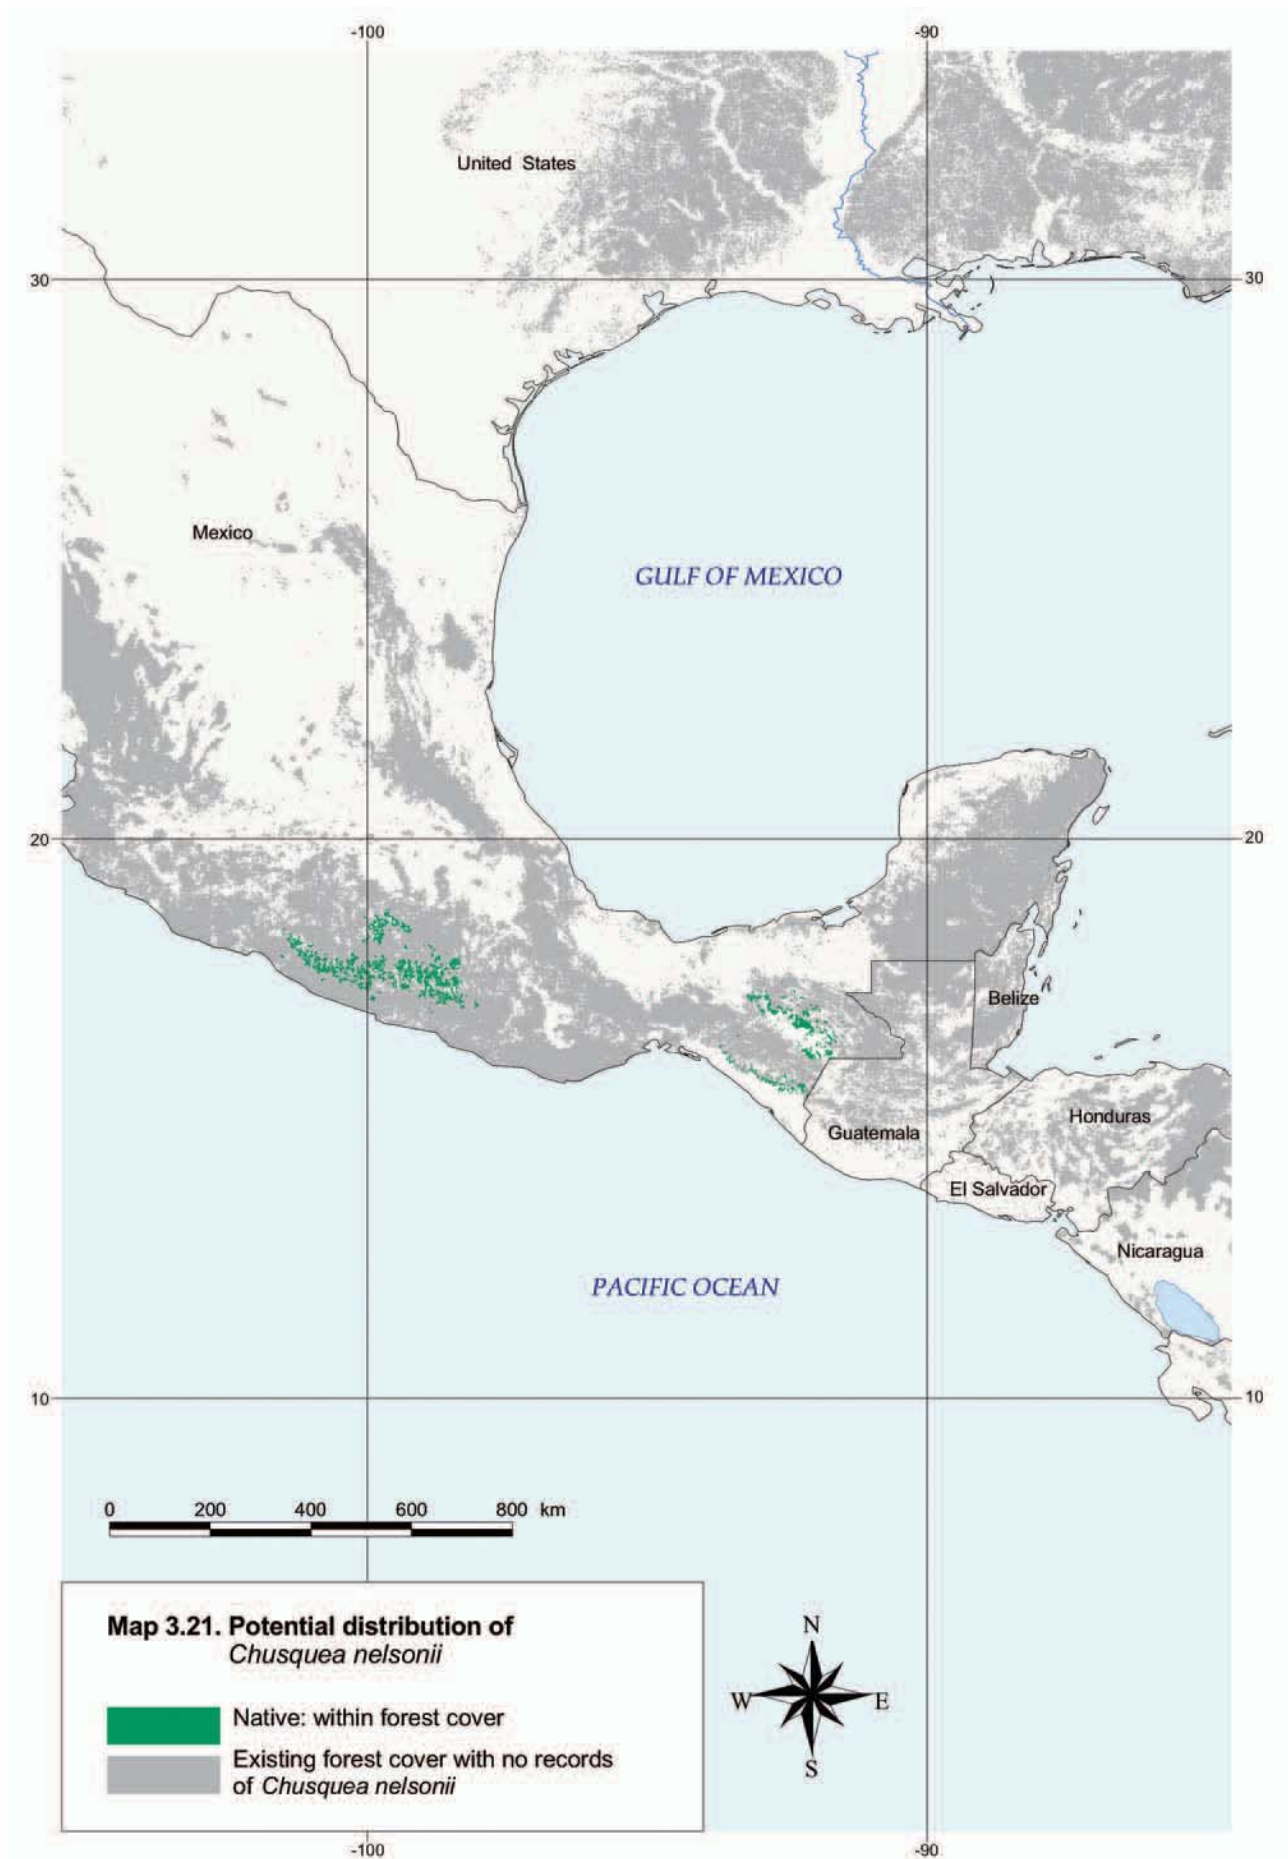 -100 -90
United States
30 30
Mexico
GULF OF MEXICO
20 20
Belize
Honduras
Guatemala
El Salvador
Nicaragua
PACIFIC OCEAN
10 10
0 200 400 600 800 km
Map 3.21. Potential distribution of
Chusquea nelsonii
Native: within forest cover
Existing forest cover with no records
of Chusquea nelsonii
N
W E
S
-100 -90